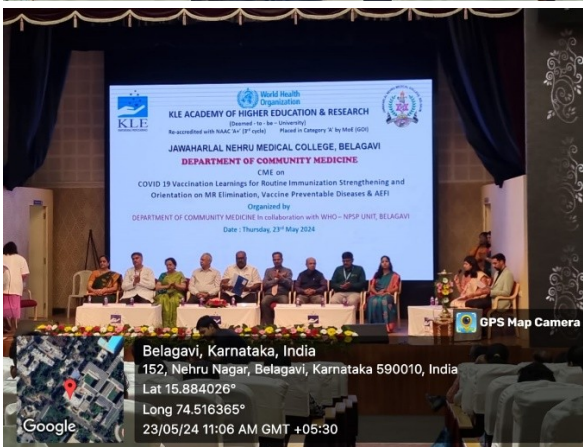 World Health
Organization
KLE
KLE ACADEMY OF HIGHER EDUCATION & RESEARCH
(Deemed - to - be - University)
Re-accredited with NAAC 'A+' (3rd cycle) Placed in Category 'A' by MoE (GOI)
JAWAHARLAL NEHRU MEDICAL COLLEGE, BELAGAVI
DEPARTMENT OF COMMUNITY MEDICINE
CME on
COVID 19 Vaccination Learnings for Routine Immunization Strengthening and
Orientation on MR Elimination, Vaccine Preventable Diseases & AEFI
Organized by
DEPARTMENT OF COMMUNITY MEDICINE In collaboration with WHO – NPSP UNIT, BELAGAVI
Date : Thursday, 23rd May 2024
GPS Map Camera
Belagavi, Karnataka, India
152, Nehru Nagar, Belagavi, Karnataka 590010, India
Lat 15.884026°
Long 74.516365°
23/05/24 11:06 AM GMT +05:30
Google